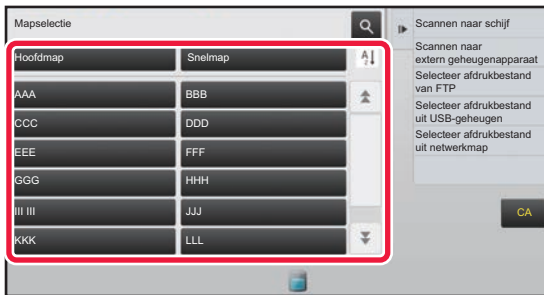 Mapselectie
Hoofdmap
Snelmap
AAA
BBB
CCC
DDD
EEE
FFF
GGG
HHH
III III
JJJ
KKK
LLL
Scannen naar schijf
Scannen naar
extern geheugenapparaat
Selecteer afdrukbestand
van FTP
Selecteer afdrukbestand
uit USB-geheugen
Selecteer afdrukbestand
uit netwerkmap
CA